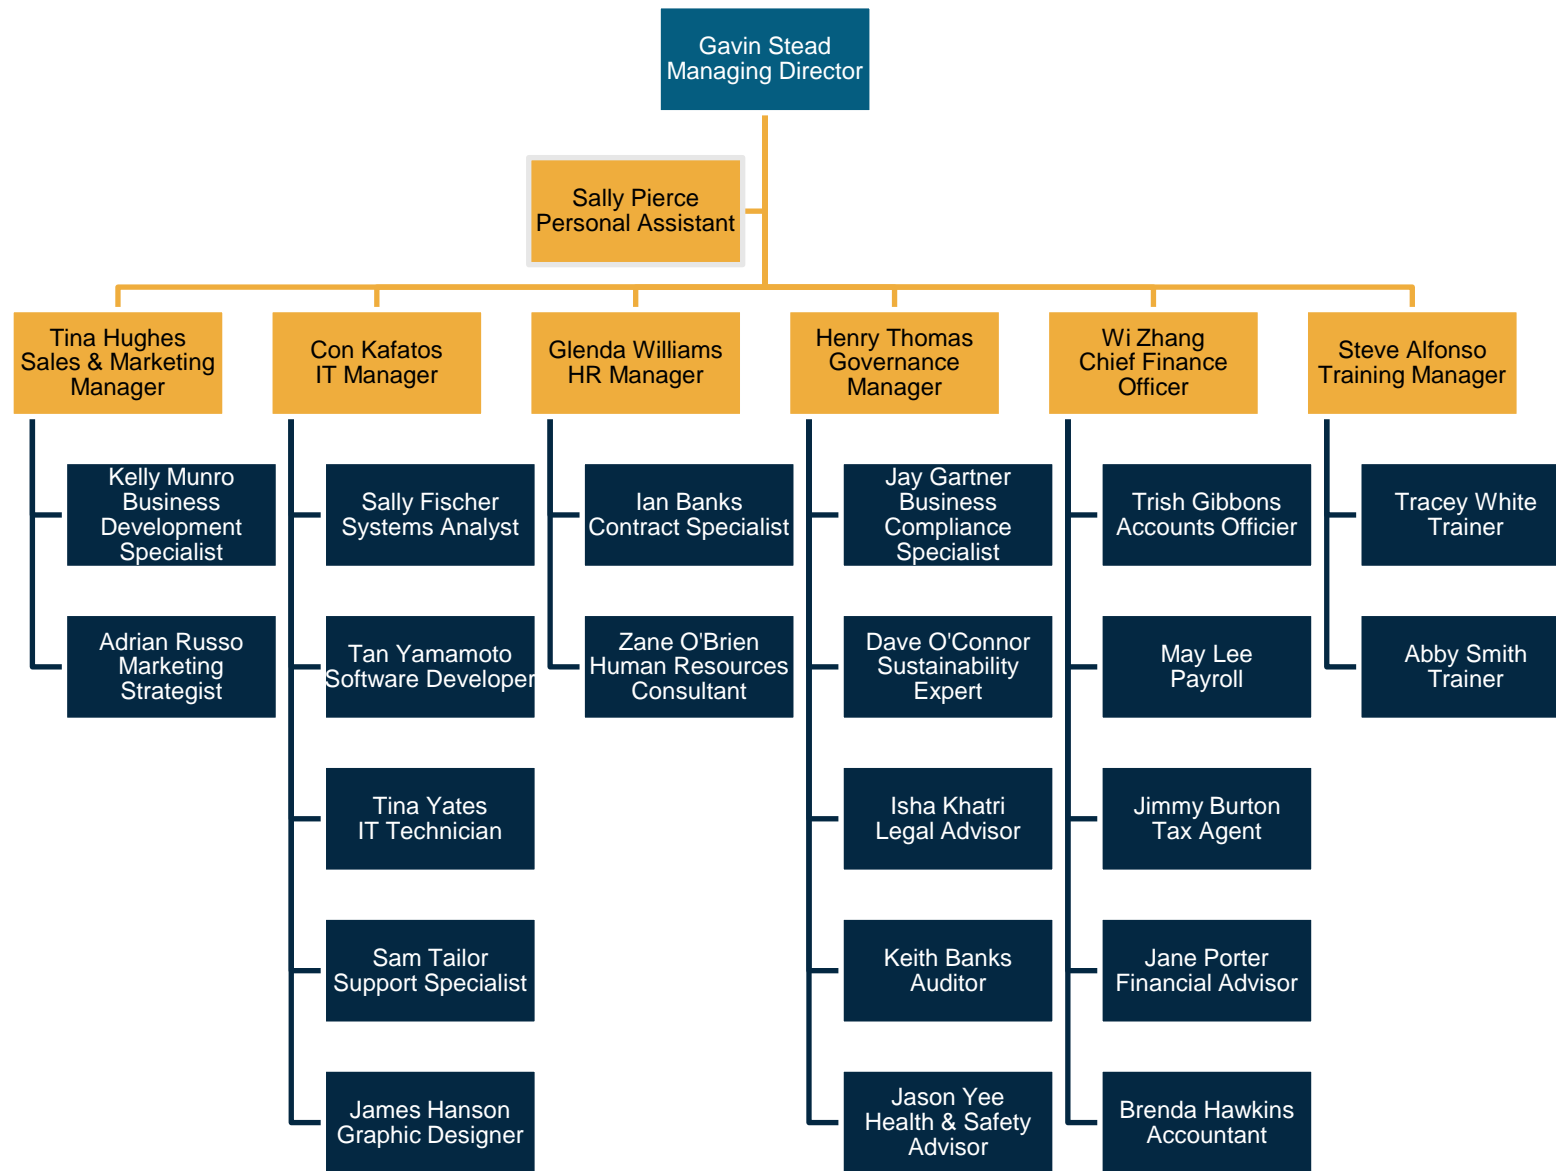 Gavin Stead
Managing Director
Sally Pierce
Personal Assistant
Tina Hughes
Sales & Marketing
Manager
Con Kafatos
IT Manager
Glenda Williams
HR Manager
Henry Thomas
Governance
Manager
Wi Zhang
Chief Finance
Officer
Steve Alfonso
Training Manager
Kelly Munro
Business
Development
Specialist
Sally Fischer
Systems Analyst
Ian Banks
Contract Specialist
Jay Gartner
Business
Compliance
Specialist
Trish Gibbons
Accounts Officier
Tracey White
Trainer
Adrian Russo
Marketing
Strategist
Tan Yamamoto
Software Developer
Zane O'Brien
Human Resources
Consultant
Dave O'Connor
Sustainability
Expert
May Lee
Payroll
Abby Smith
Trainer
Tina Yates
IT Technician
Isha Khatri
Legal Advisor
Jimmy Burton
Tax Agent
Sam Tailor
Support Specialist
Keith Banks
Auditor
Jane Porter
Financial Advisor
James Hanson
Graphic Designer
Jason Yee
Health & Safety
Advisor
Brenda Hawkins
Accountant